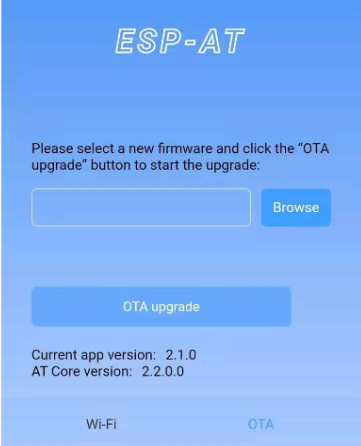 ESP-AT
Please select a new firmware and click the “OTA
upgrade” button to start the upgrade:
Browse
OTA upgrade
Current app version: 2.1.0
AT Core version: 2.2.0.0
Wi-Fi OTA